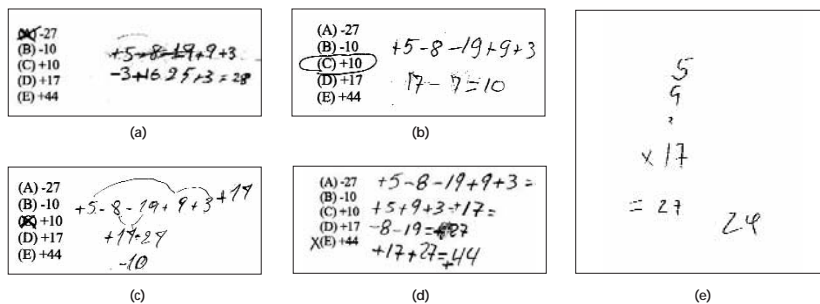 (A) -27
(B) -10
(C) +10
(D) +17
(E) +44
+5-8-19+9+3
-3+16 25+3=28
(a)
(A) -27
(B) -10
(C) +10
(D) +17
(E) +44
+5-8-19+9+3
17-7=10
(b)
(A) -27
(B) -10
(C) +10
(D) +17
(E) +44
+5-8-19+9+3+17
-10
(c)
(A) -27
(B) -10
(C) +10
(D) +17
(E) +44
+5-8-19+9+3=
+5+9+3=+17=
-8-19=
+17+27=+44
(d)
5
9
× 17
= 27
24
(e)